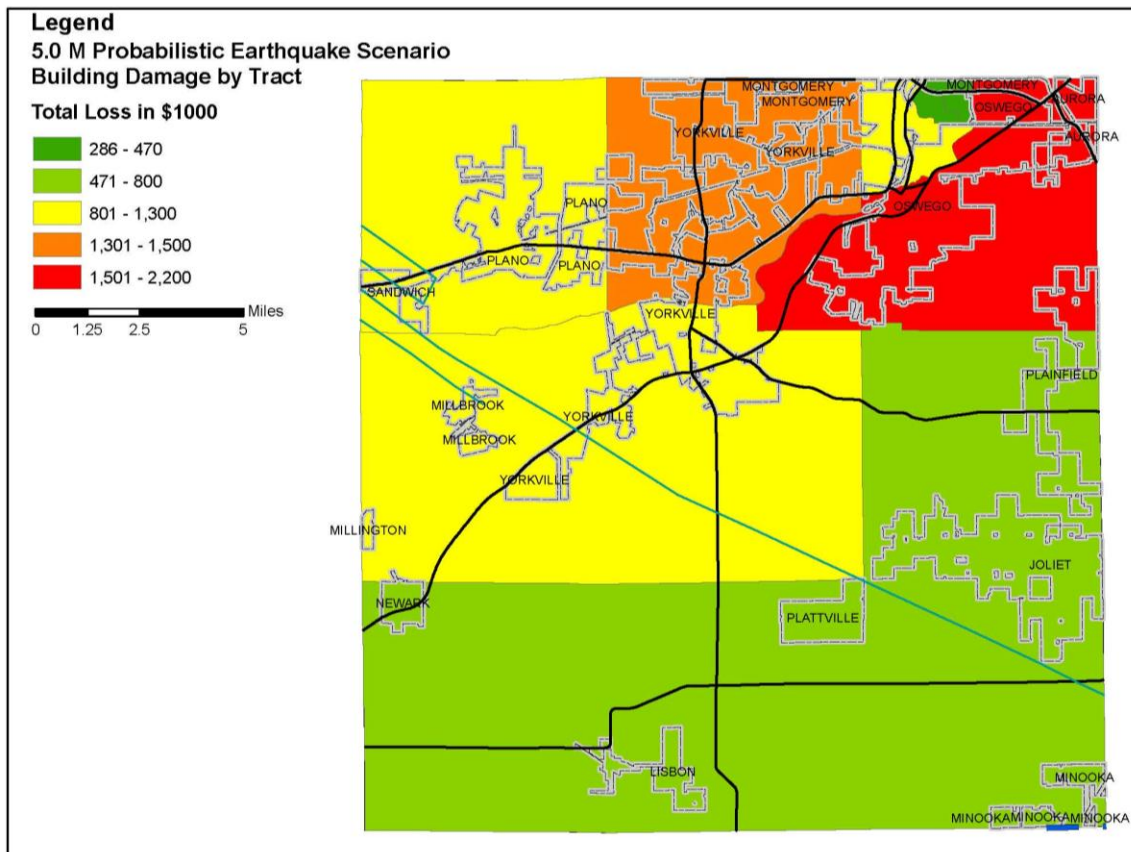 Legend
5.0 M Probabilistic Earthquake Scenario
Building Damage by Tract
Total Loss in $1000
286 - 470
471 - 800
801 - 1,300
1,301 - 1,500
1,501 - 2,200
Miles
0 1.25 2.5 5
MONTGOMERY
MONTGOMERY
MONTGOMERY
OSWEGO
AURORA
AURORA
YORKVILLE
YORKVILLE
PLANO
OSWEGO
PLANO
PLANO
SANDWICH
YORKVILLE
PLAINFIELD
MILLBROOK
YORKVILLE
MILLBROOK
YORKVILLE
MILLINGTON
JOLIET
NEWARK
PLATTVILLE
LISBON
MINOOKA
MINOOKA
MINOOKA
MINOOKA